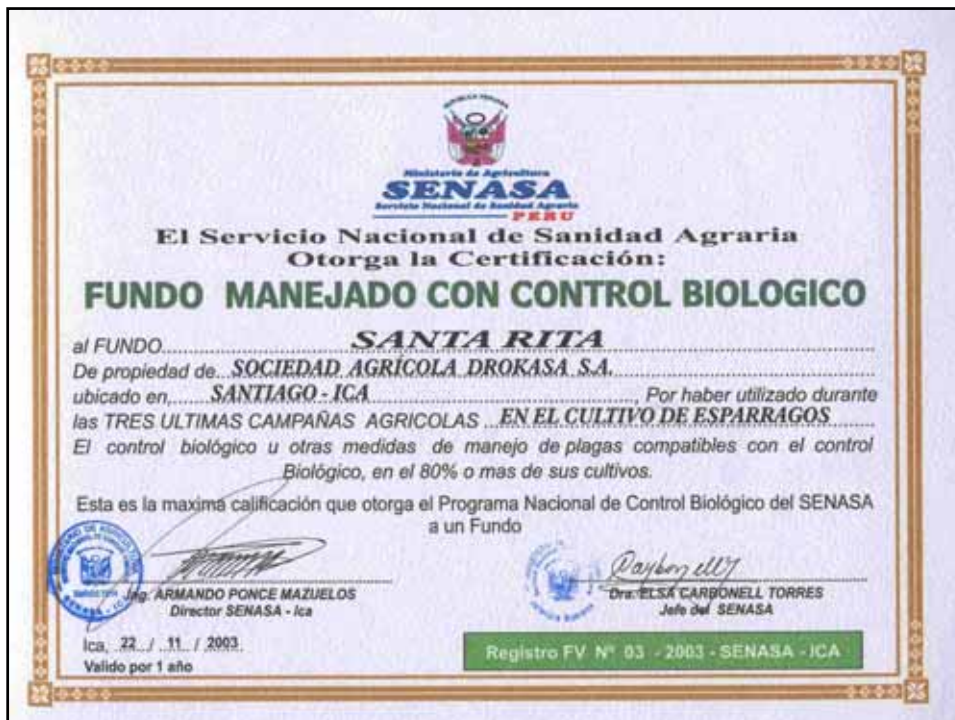 REPUBLICA PERUANA
Ministerio de Agricultura
SENASA
Servicio Nacional de Sanidad Agraria
PERU
El Servicio Nacional de Sanidad Agraria
Otorga la Certificación:
FUNDO MANEJADO CON CONTROL BIOLOGICO
al FUNDO SANTA RITA
De propiedad de SOCIEDAD AGRÍCOLA DROKASA S.A.
ubicado en, SANTIAGO - ICA, Por haber utilizado durante
las TRES ULTIMAS CAMPAÑAS AGRICOLAS EN EL CULTIVO DE ESPARRAGOS
El control biológico u otras medidas de manejo de plagas compatibles con el control
Biológico, en el 80% o mas de sus cultivos.
Esta es la maxima calificación que otorga el Programa Nacional de Control Biológico del SENASA
a un Fundo
Ing. ARMANDO PONCE MAZUELOS
Director SENASA - Ica
Dra. ELSA CARBONELL TORRES
Jefe del SENASA
Ica, 22 / 11 / 2003
Valido por 1 año
Registro FV Nº 03 - 2003 - SENASA - ICA